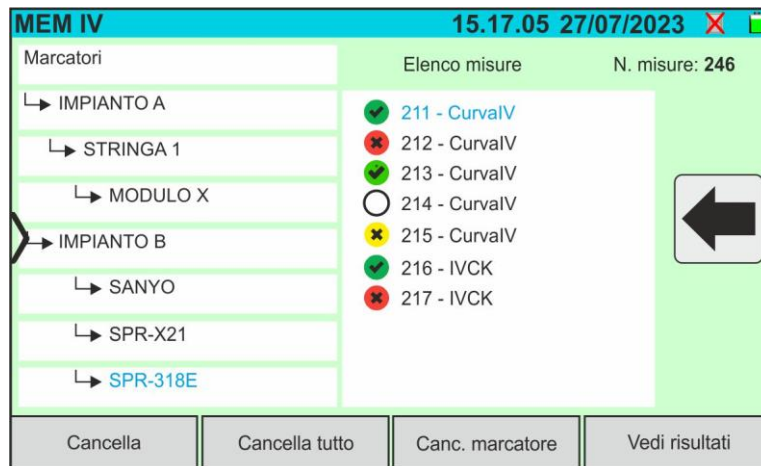 MEM IV 15.17.05 27/07/2023
Marcatori
IMPIANTO A
STRINGA 1
MODULO X
IMPIANTO B
SANYO
SPR-X21
SPR-318E
Elenco misure N. misure: 246
211 - CurvaIV
212 - CurvaIV
213 - CurvaIV
214 - CurvaIV
215 - CurvaIV
216 - IVCK
217 - IVCK
Cancella Cancella tutto Canc. marcatore Vedi risultati